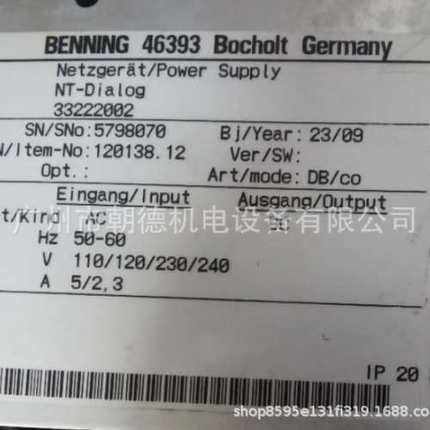 BENNING 46393 Bocholt Germany
Netzgerät/Power Supply
NT-Dialog
33222002
SN/SNo: 5798070 Bj/Year: 23/09
N/Item-No: 120138.12 Ver/SW:
Opt.: Art/mode: DB/co
Eingang/Input Ausgang/Output
t/Kind AC DC
Hz 50-60
V 110/120/230/240
A 5/2,3
广州市朝德机电设备有限公司
IP 20
shop8595e131fi319.1688.co